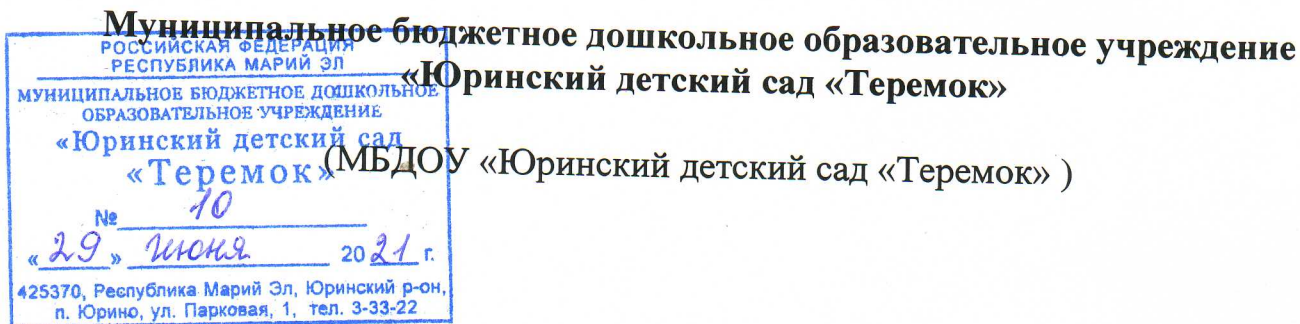 Муниципальное бюджетное дошкольное образовательное учреждение
«Юринский детский сад «Теремок»
(МБДОУ «Юринский детский сад «Теремок» )
РОССИЙСКАЯ ФЕДЕРАЦИЯ
РЕСПУБЛИКА МАРИЙ ЭЛ
МУНИЦИПАЛЬНОЕ БЮДЖЕТНОЕ ДОШКОЛЬНОЕ
ОБРАЗОВАТЕЛЬНОЕ УЧРЕЖДЕНИЕ
«Юринский детский сад
«Теремок»
№ 10
«29» июня 2021 г.
425370, Республика Марий Эл, Юринский р-он,
п. Юрино, ул. Парковая, 1, тел. 3-33-22